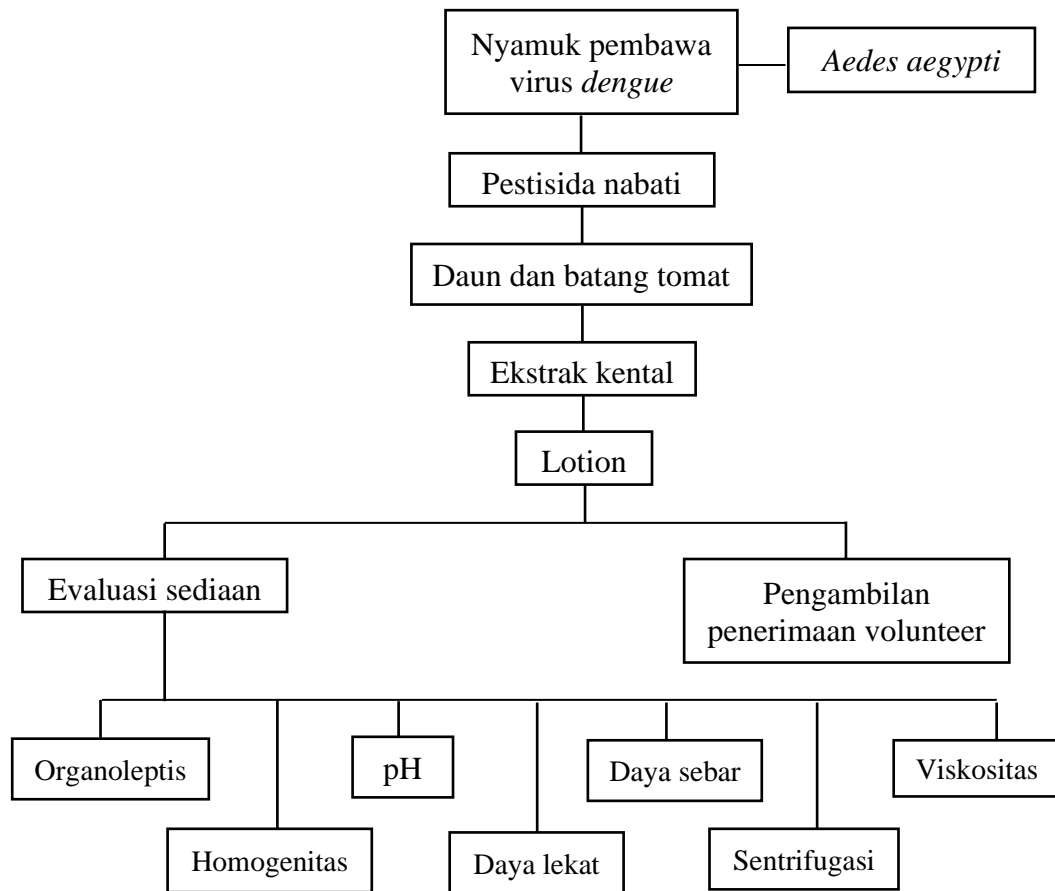 Nyamuk pembawa
virus dengue
Aedes aegypti
Pestisida nabati
Daun dan batang tomat
Ekstrak kental
Lotion
Evaluasi sediaan
Pengambilan
penerimaan volunteer
Organoleptis
pH
Daya sebar
Viskositas
Homogenitas
Daya lekat
Sentrifugasi